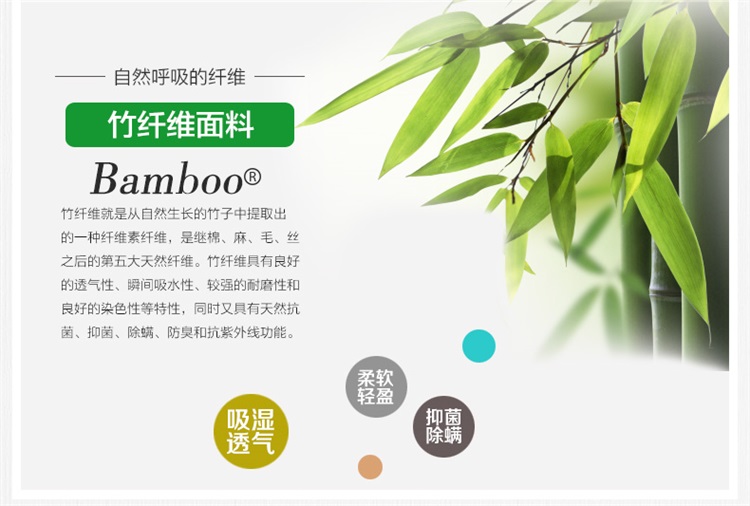 自然呼吸的纤维
竹纤维面料
Bamboo®
竹纤维就是从自然生长的竹子中提取出
的一种纤维素纤维，是继棉、麻、毛、丝
之后的第五大天然纤维。竹纤维具有良好
的透气性、瞬间吸水性、较强的耐磨性和
良好的染色性等特性，同时又具有天然抗
菌、抑菌、除螨、防臭和抗紫外线功能。
柔软
轻盈
吸湿
透气
抑菌
除螨